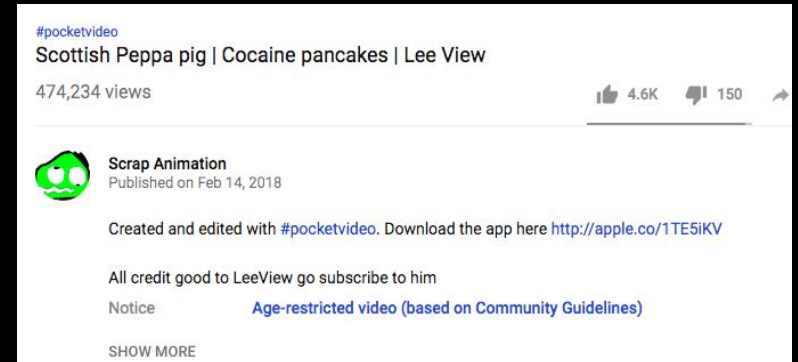 #pocketvideo
Scottish Peppa pig | Cocaine pancakes | Lee View
474,234 views
4.6K 150
Scrap Animation
Published on Feb 14, 2018
Created and edited with #pocketvideo. Download the app here http://apple.co/1TE5iKV
All credit good to LeeView go subscribe to him
Notice Age-restricted video (based on Community Guidelines)
SHOW MORE